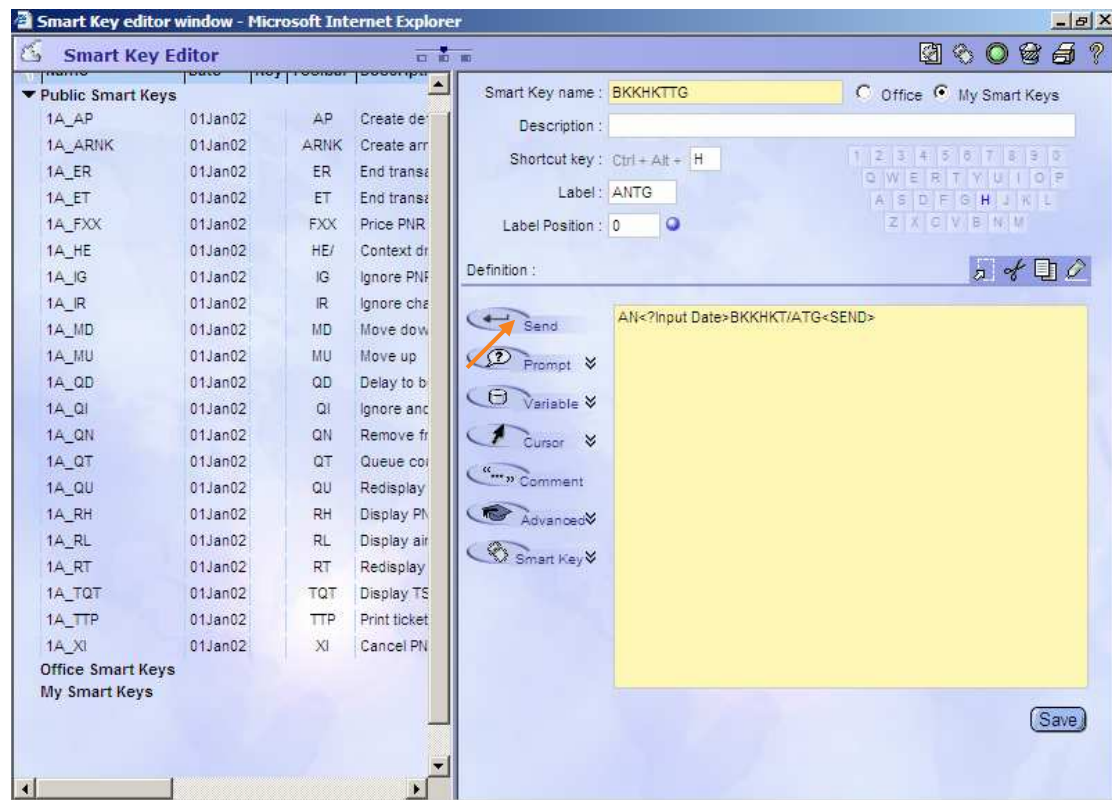 Smart Key editor window - Microsoft Internet Explorer
Smart Key Editor
Name Date Key Toolbar Descripti
Public Smart Keys
1A_AP 01Jan02 AP Create de
1A_ARNK 01Jan02 ARNK Create arr
1A_ER 01Jan02 ER End transa
1A_ET 01Jan02 ET End transa
1A_FXX 01Jan02 FXX Price PNR
1A_HE 01Jan02 HE/ Context dr
1A_IG 01Jan02 IG Ignore PNR
1A_IR 01Jan02 IR Ignore cha
1A_MD 01Jan02 MD Move dow
1A_MU 01Jan02 MU Move up
1A_QD 01Jan02 QD Delay to b
1A_QI 01Jan02 QI Ignore and
1A_QN 01Jan02 QN Remove fr
1A_QT 01Jan02 QT Queue cou
1A_QU 01Jan02 QU Redisplay
1A_RH 01Jan02 RH Display PN
1A_RL 01Jan02 RL Display air
1A_RT 01Jan02 RT Redisplay
1A_TQT 01Jan02 TQT Display TS
1A_TTP 01Jan02 TTP Print ticket
1A_XI 01Jan02 XI Cancel PN
Office Smart Keys
My Smart Keys
Smart Key name : BKKHKTTG Office My Smart Keys
Description :
Shortcut key : Ctrl + Alt + H
Label : ANTG
Label Position : 0
1 2 3 4 5 6 7 8 9 0
Q W E R T Y U I O P
A S D F G H J K L
Z X C V B N M
Definition :
Send
Prompt
Variable
Cursor
"..." Comment
Advanced
Smart Key
AN<?Input Date>BKKHKT/ATG<SEND>
Save